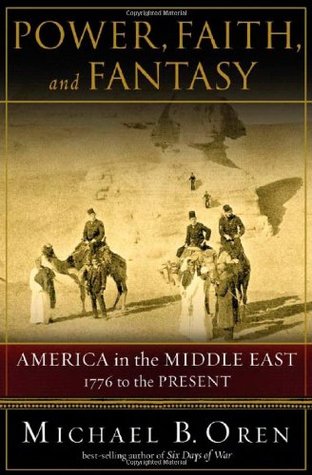 POWER, FAITH,
and FANTASY
AMERICA in the MIDDLE EAST
1776 to the PRESENT
MICHAEL B. OREN
best-selling author of Six Days of War